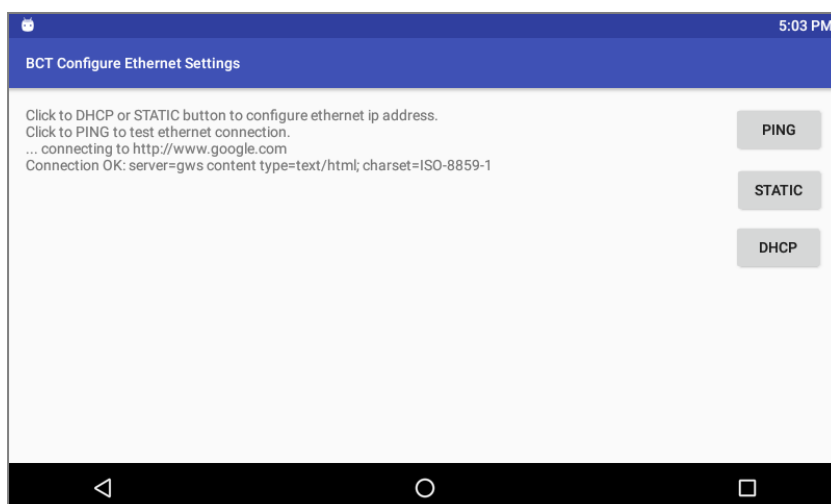 5:03 PM
BCT Configure Ethernet Settings
Click to DHCP or STATIC button to configure ethernet ip address.
Click to PING to test ethernet connection.
... connecting to http://www.google.com
Connection OK: server=gws content type=text/html; charset=ISO-8859-1
PING
STATIC
DHCP